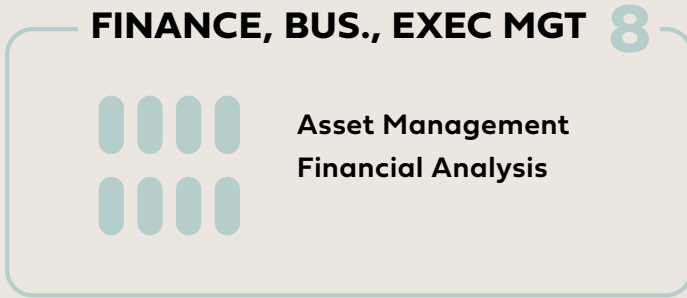 FINANCE, BUS., EXEC MGT 8
Asset Management
Financial Analysis